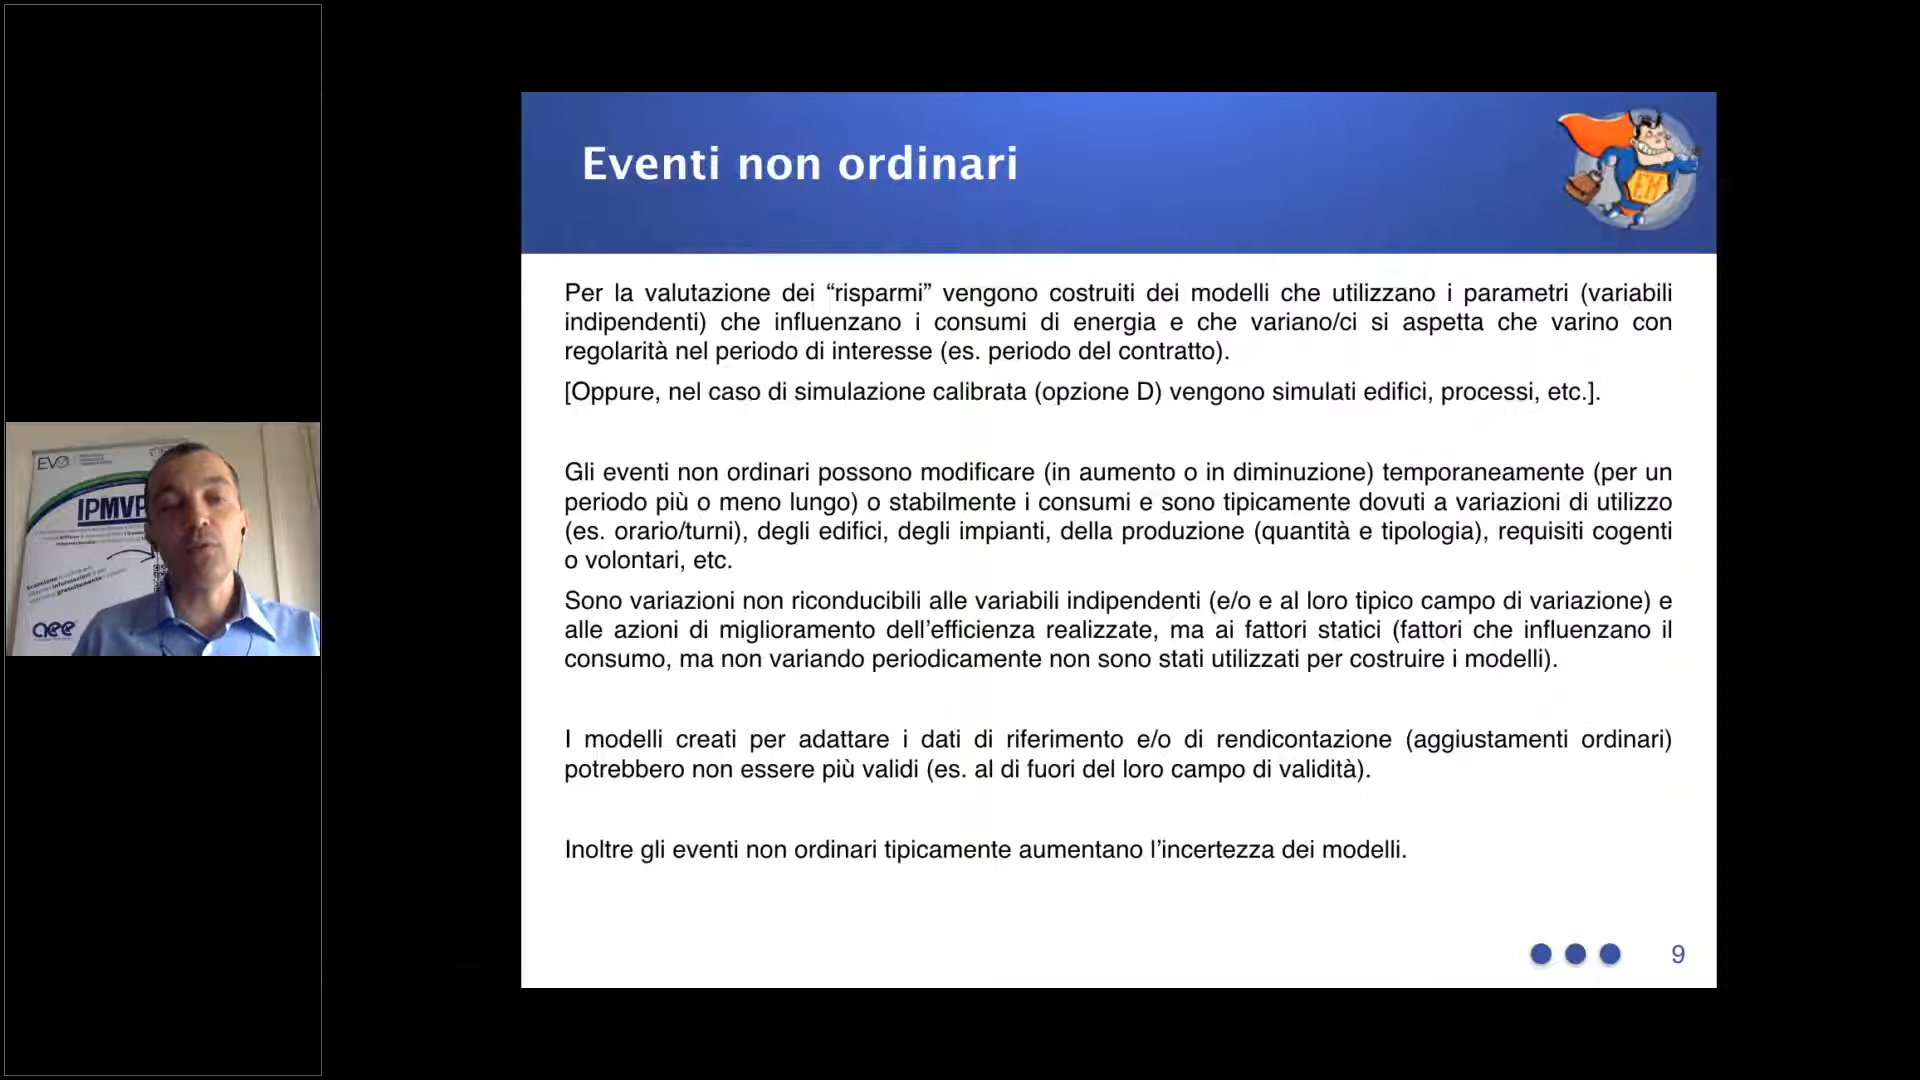 Eventi non ordinari
EM
Per la valutazione dei “risparmi” vengono costruiti dei modelli che utilizzano i parametri (variabili
indipendenti) che influenzano i consumi di energia e che variano/ci si aspetta che varino con
regolarità nel periodo di interesse (es. periodo del contratto).
[Oppure, nel caso di simulazione calibrata (opzione D) vengono simulati edifici, processi, etc.].
Gli eventi non ordinari possono modificare (in aumento o in diminuzione) temporaneamente (per un
periodo più o meno lungo) o stabilmente i consumi e sono tipicamente dovuti a variazioni di utilizzo
(es. orario/turni), degli edifici, degli impianti, della produzione (quantità e tipologia), requisiti cogenti
o volontari, etc.
Sono variazioni non riconducibili alle variabili indipendenti (e/o e al loro tipico campo di variazione) e
alle azioni di miglioramento dell’efficienza realizzate, ma ai fattori statici (fattori che influenzano il
consumo, ma non variando periodicamente non sono stati utilizzati per costruire i modelli).
I modelli creati per adattare i dati di riferimento e/o di rendicontazione (aggiustamenti ordinari)
potrebbero non essere più validi (es. al di fuori del loro campo di validità).
Inoltre gli eventi non ordinari tipicamente aumentano l’incertezza dei modelli.
9
EVO
IPMVP
aee